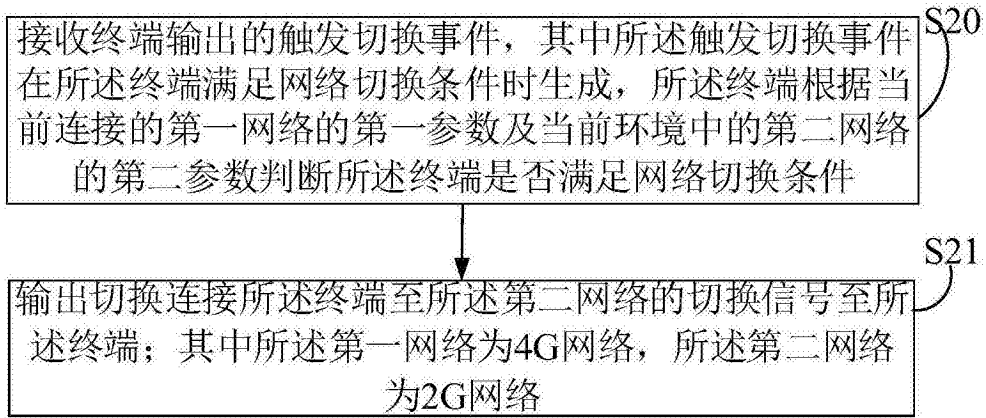 S20
接收终端输出的触发切换事件，其中所述触发切换事件
在所述终端满足网络切换条件时生成，所述终端根据当
前连接的第一网络的第一参数及当前环境中的第二网络
的第二参数判断所述终端是否满足网络切换条件
S21
输出切换连接所述终端至所述第二网络的切换信号至所
述终端；其中所述第一网络为4G网络，所述第二网络
为2G网络